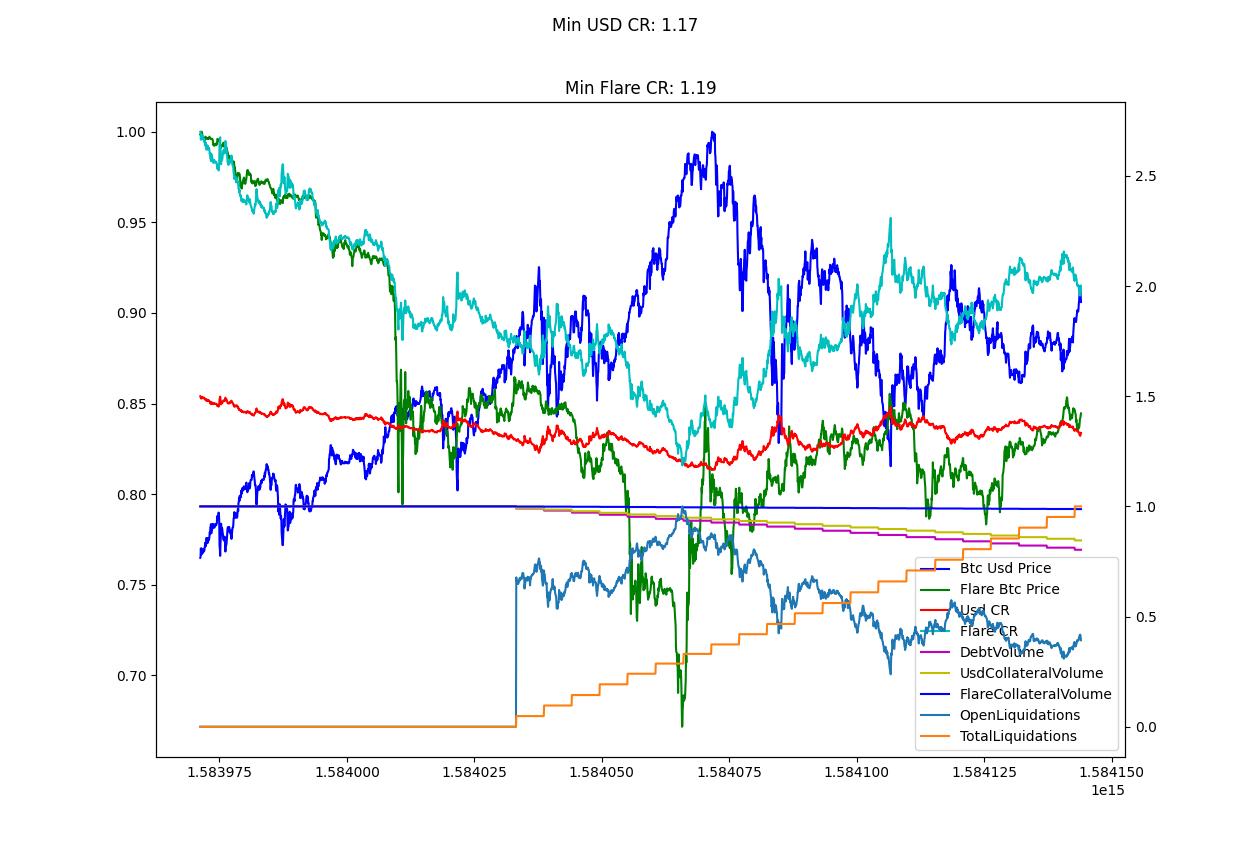 Min USD CR: 1.17
Min Flare CR: 1.19
1.00
0.95
0.90
0.85
0.80
0.75
0.70
2.5
2.0
1.5
1.0
0.5
0.0
Btc Usd Price
Flare Btc Price
Usd CR
Flare CR
DebtVolume
UsdCollateralVolume
FlareCollateralVolume
OpenLiquidations
TotalLiquidations
1.583975 1.584000 1.584025 1.584050 1.584075 1.584100 1.584125 1.584150
1e15